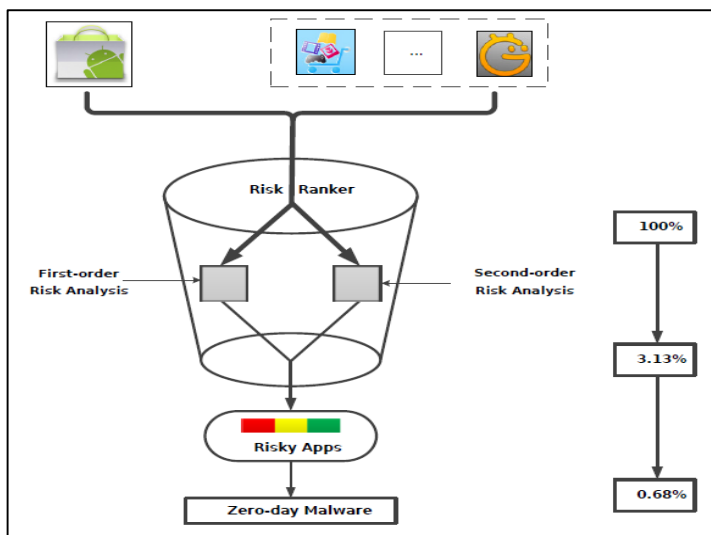 ...
Risk Ranker
100%
First-order
Risk Analysis
Second-order
Risk Analysis
3.13%
Risky Apps
Zero-day Malware
0.68%